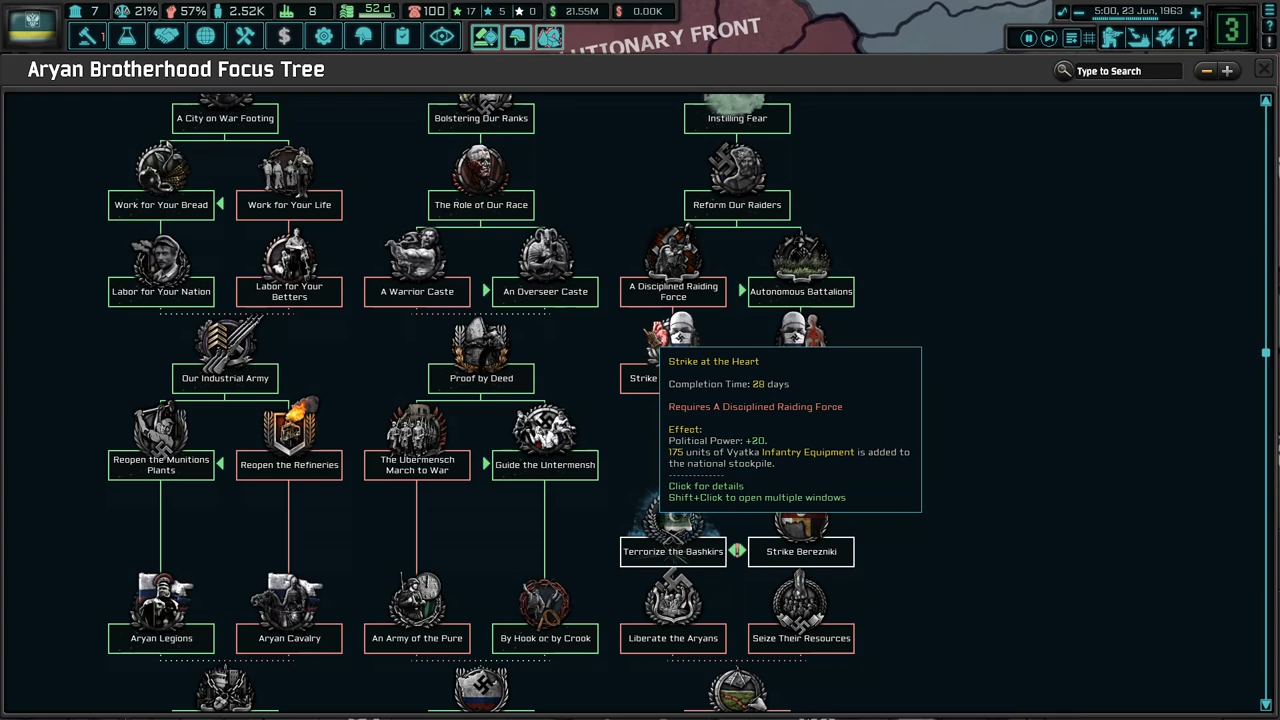 7
21%
57%
2.52K
8
52 d
100
17
5
0
$ 21.55M
$ 0.00K
5:00, 23 Jun, 1963
1
3
UTIONARY FRONT
Aryan Brotherhood Focus Tree
Type to Search
A City on War Footing
Bolstering Our Ranks
Instilling Fear
Work for Your Bread
Work for Your Life
The Role of Our Race
Reform Our Raiders
Labor for Your Nation
Labor for Your
Betters
A Warrior Caste
An Overseer Caste
A Disciplined Raiding
Force
Autonomous Battalions
Our Industrial Army
Proof by Deed
Strike
Strike at the Heart
Completion Time: 28 days
Requires A Disciplined Raiding Force
Effect:
Political Power: +20.
175 units of Vyatka Infantry Equipment is added to
the national stockpile.
--------------
Click for details
Shift+Click to open multiple windows
Reopen the Munitions
Plants
Reopen the Refineries
The Ubermensch
March to War
Guide the Untermensh
Terrorize the Bashkirs
Strike Berezniki
Aryan Legions
Aryan Cavalry
An Army of the Pure
By Hook or by Crook
Liberate the Aryans
Seize Their Resources